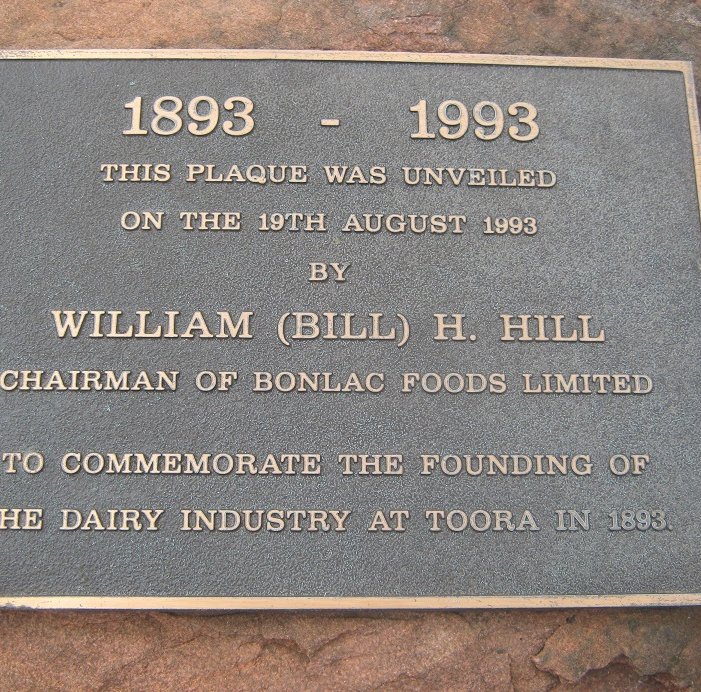 1893 - 1993
THIS PLAQUE WAS UNVEILED
ON THE 19TH AUGUST 1993
BY
WILLIAM (BILL) H. HILL
CHAIRMAN OF BONLAC FOODS LIMITED
TO COMMEMORATE THE FOUNDING OF
HE DAIRY INDUSTRY AT TOORA IN 1893.